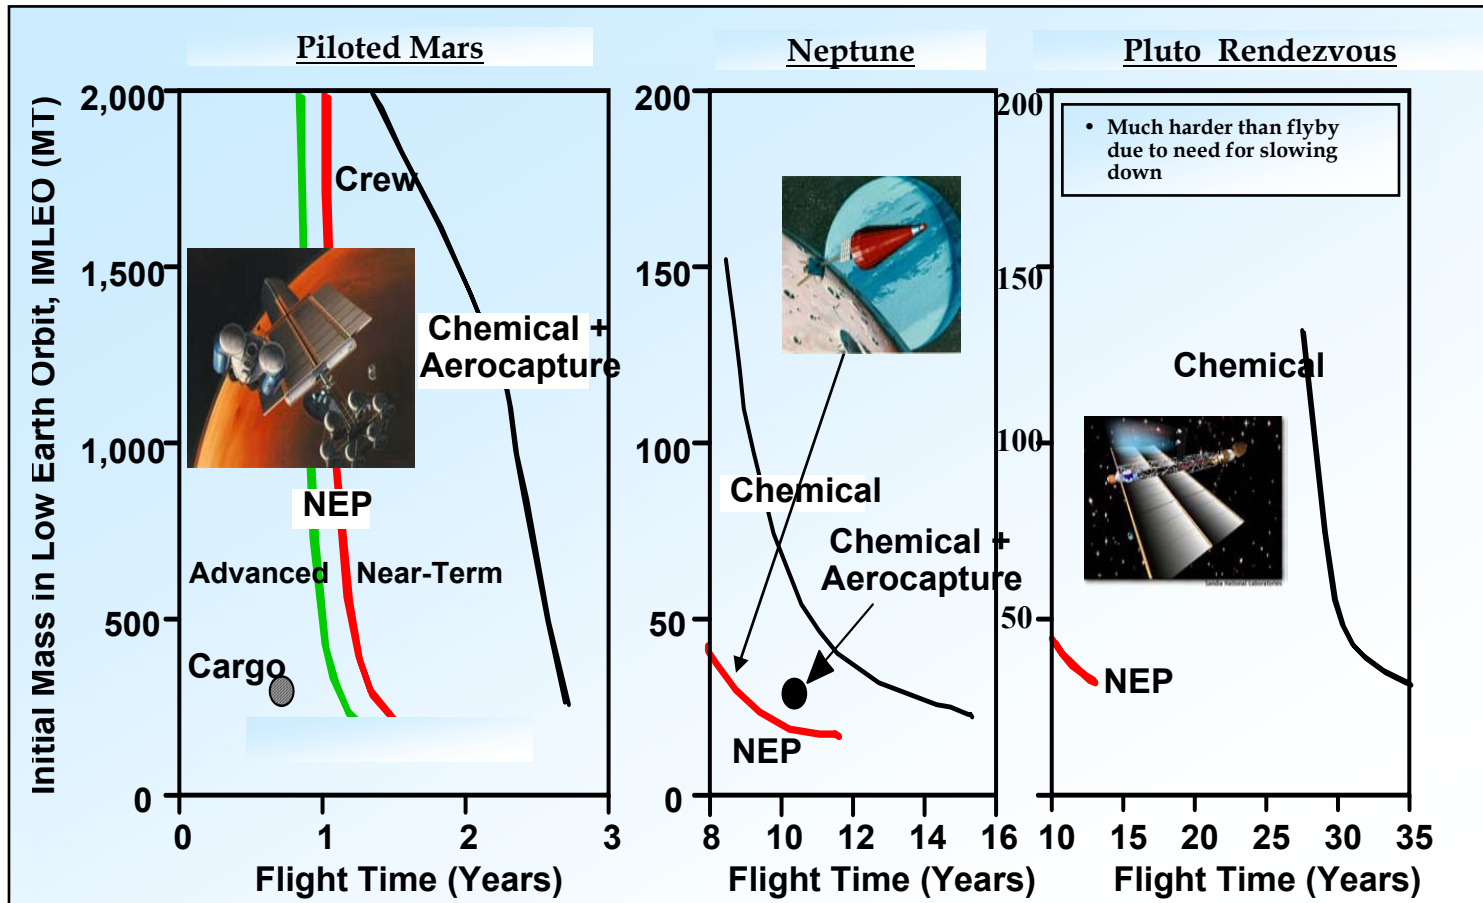 Piloted Mars
Neptune
Pluto Rendezvous
Initial Mass in Low Earth Orbit, IMLEO (MT)
2,000
1,500
1,000
500
0
Crew
Chemical +
Aerocapture
NEP
Advanced
Near-Term
Cargo
0
1
2
3
Flight Time (Years)
200
150
100
50
0
Chemical
Chemical +
Aerocapture
NEP
8
10
12
14
16
Flight Time (Years)
200
150
100
50
• Much harder than flyby
due to need for slowing
down
Chemical
Sandia National Laboratories
NEP
10
15
20
25
30
35
Flight Time (Years)